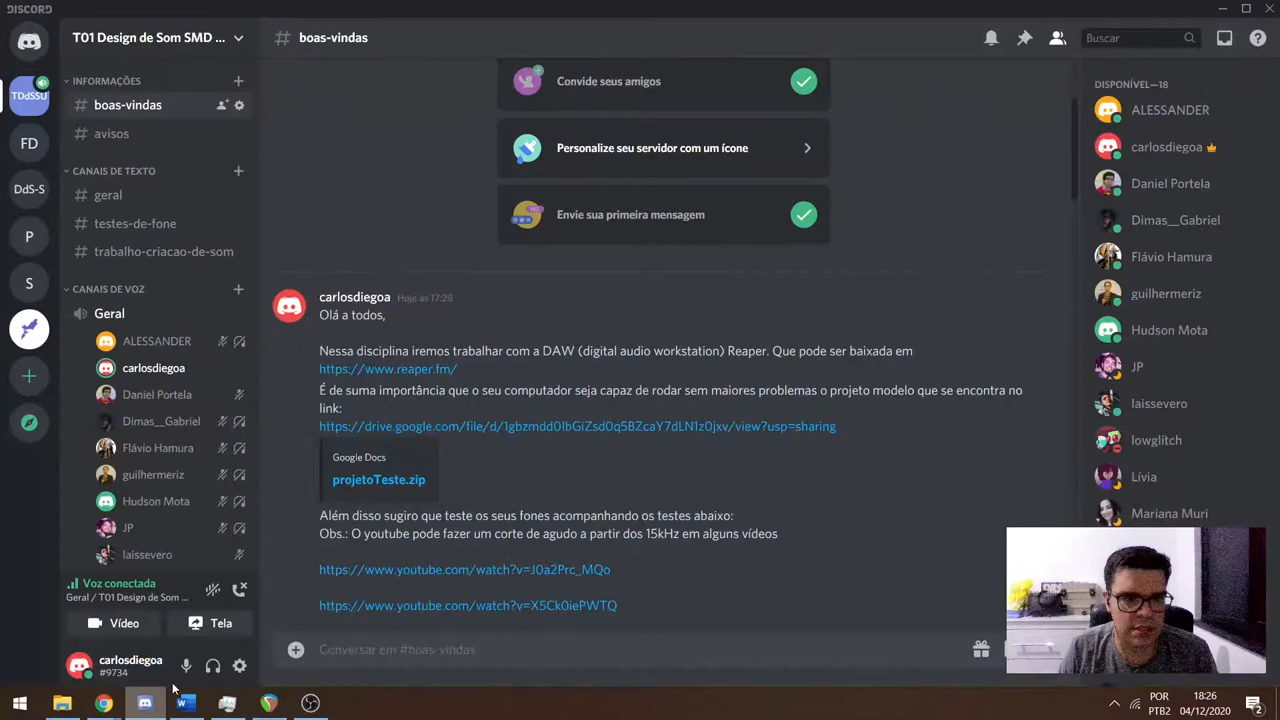 DISCORD
T01 Design de Som SMD ...
boas-vindas
Buscar
TDdSSU
FD
DdS-S
P
S
INFORMAÇÕES
boas-vindas
avisos
CANAIS DE TEXTO
geral
testes-de-fone
trabalho-criacao-de-som
CANAIS DE VOZ
Geral
ALESSANDER
carlosdiegoa
Daniel Portela
Dimas__Gabriel
Flávio Hamura
guilhermeriz
Hudson Mota
JP
laissevero
Voz conectada
Geral / T01 Design de Som ...
Vídeo
Tela
carlosdiegoa
#9734
Convide seus amigos
Personalize seu servidor com um ícone
Envie sua primeira mensagem
carlosdiegoa Hoje às 17:28
Olá a todos,
Nessa disciplina iremos trabalhar com a DAW (digital audio workstation) Reaper. Que pode ser baixada em
https://www.reaper.fm/
É de suma importância que o seu computador seja capaz de rodar sem maiores problemas o projeto modelo que se encontra no
link:
https://drive.google.com/file/d/1gbzmdd0IbGiZsd0q5BZcaY7dLN1z0jxv/view?usp=sharing
Google Docs
projetoTeste.zip
Além disso sugiro que teste os seus fones acompanhando os testes abaixo:
Obs.: O youtube pode fazer um corte de agudo a partir dos 15kHz em alguns vídeos
https://www.youtube.com/watch?v=J0a2Prc_MQo
https://www.youtube.com/watch?v=X5Ck0iePWTQ
Conversar em #boas-vindas
DISPONÍVEL—18
ALESSANDER
carlosdiegoa
Daniel Portela
Dimas__Gabriel
Flávio Hamura
guilhermeriz
Hudson Mota
JP
laissevero
lowglitch
Lívia
Mariana Muri
POR
PTB2
18:26
04/12/2020
2